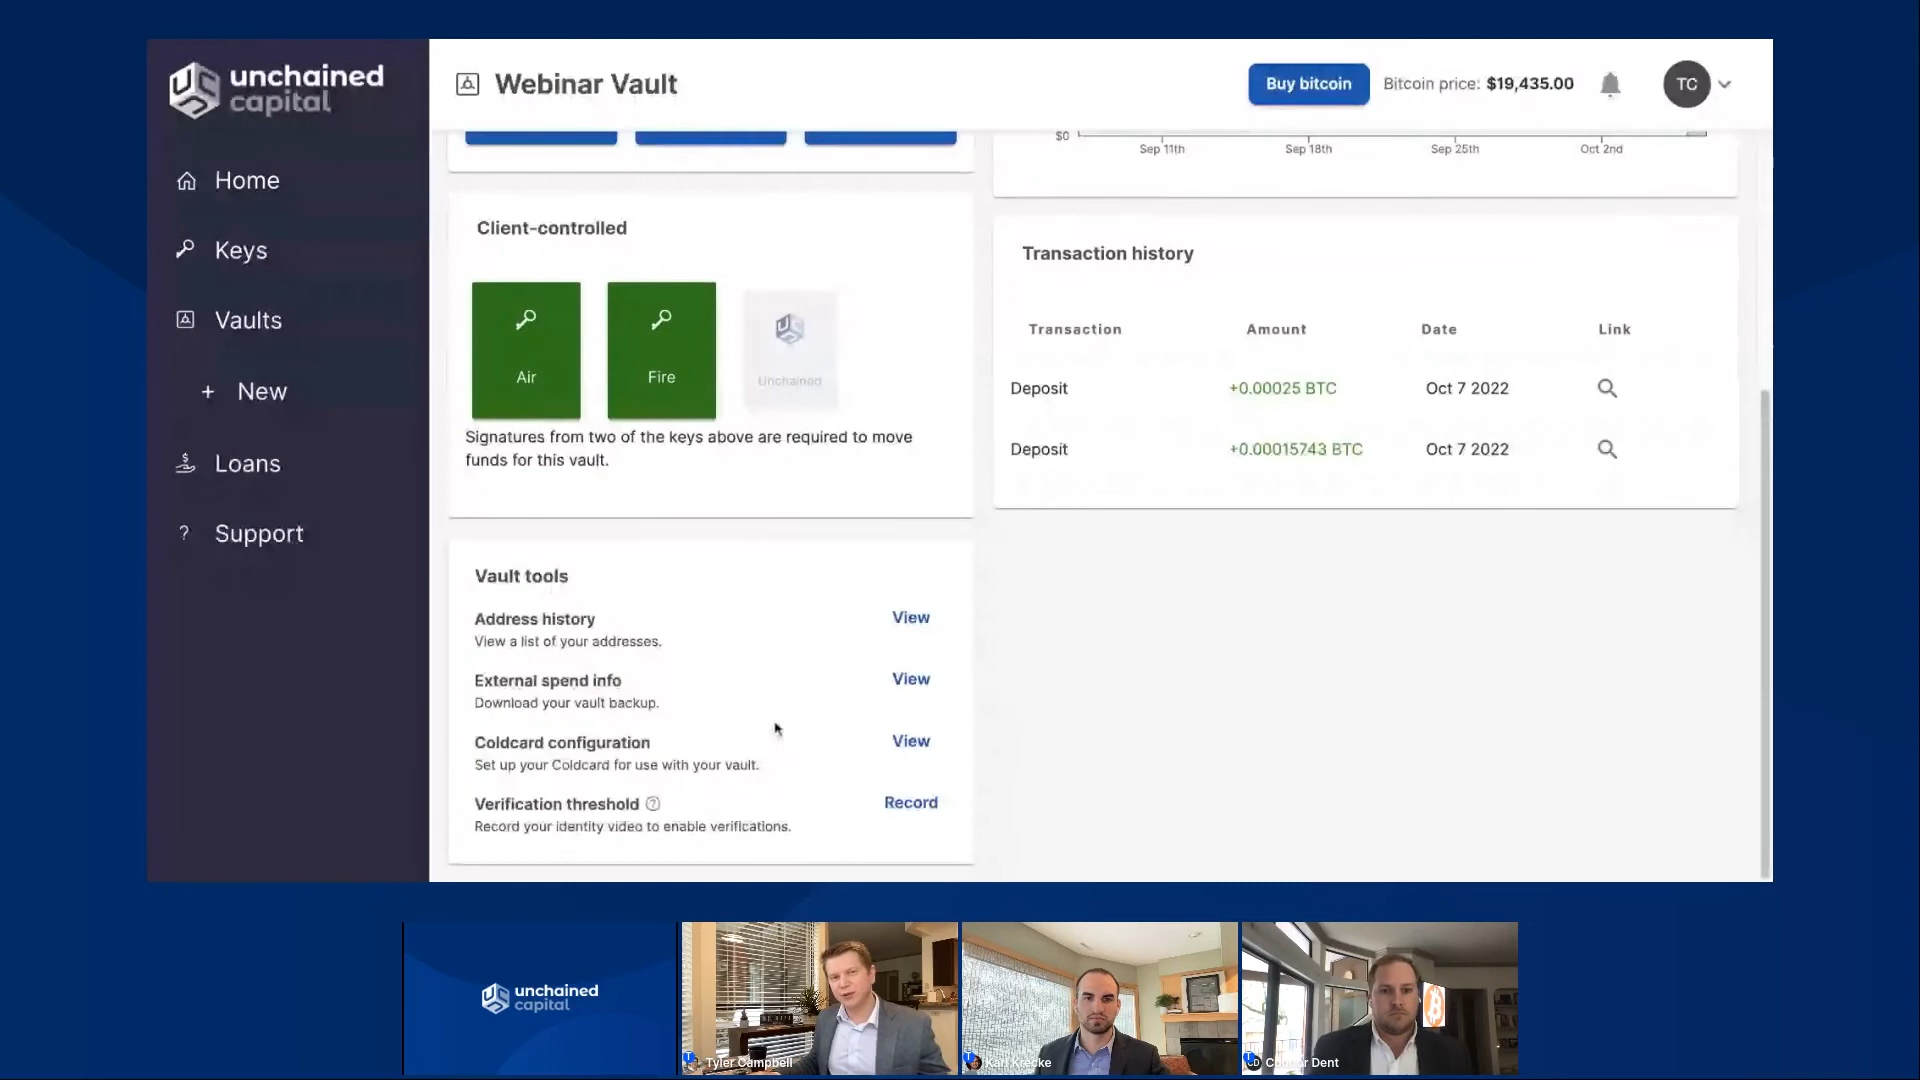 unchained
capital
Webinar Vault
Buy bitcoin
Bitcoin price: $19,435.00
TC
Home
Keys
Vaults
+ New
Loans
? Support
$0
Sep 11th
Sep 18th
Sep 25th
Oct 2nd
Client-controlled
Air
Fire
Unchained
Signatures from two of the keys above are required to move
funds for this vault.
Transaction history
Transaction Amount Date Link
Deposit +0.00025 BTC Oct 7 2022
Deposit +0.00015743 BTC Oct 7 2022
Vault tools
Address history View
View a list of your addresses.
External spend info View
Download your vault backup.
Coldcard configuration View
Set up your Coldcard for use with your vault.
Verification threshold ? Record
Record your identity video to enable verifications.
unchained
capital
Tyler Campbell
Krecke
CD
Dent